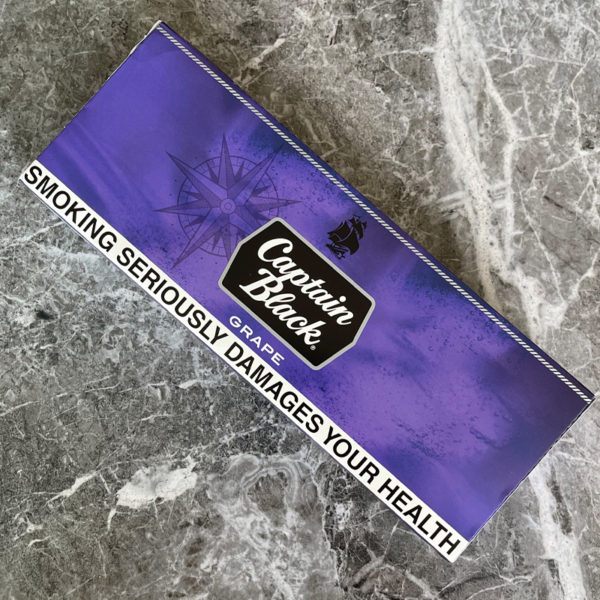 Captain
Black®
GRAPE
SMOKING SERIOUSLY DAMAGES YOUR HEALTH